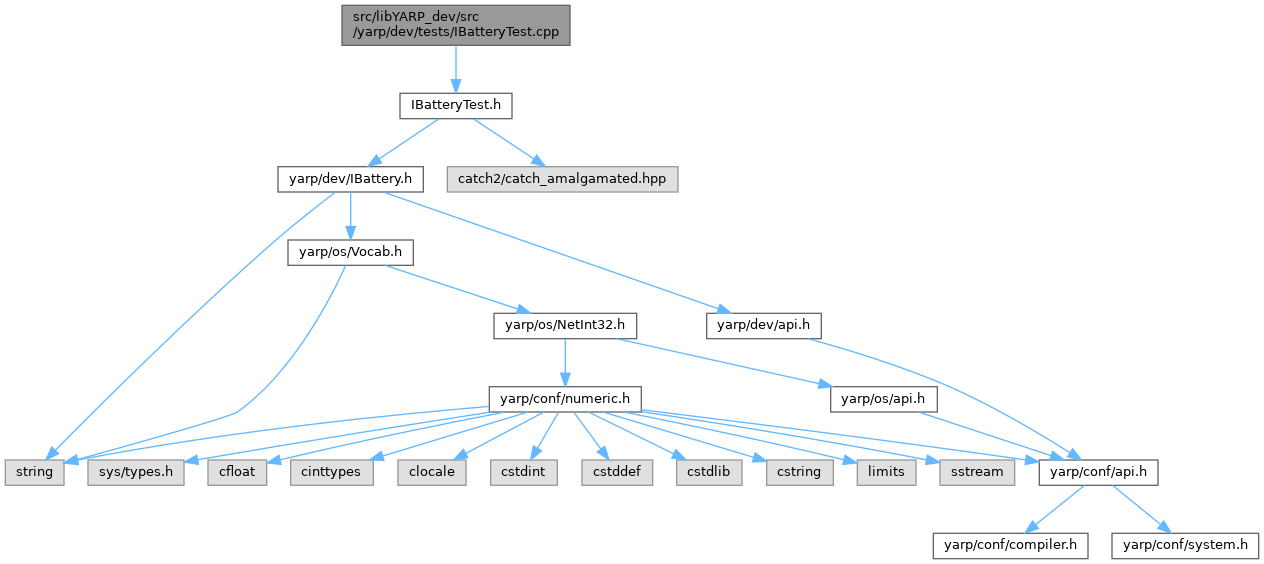 src/libYARP_dev/src
/yarp/dev/tests/IBatteryTest.cpp
IBatteryTest.h
yarp/dev/IBattery.h
catch2/catch_amalgamated.hpp
yarp/os/Vocab.h
yarp/os/NetInt32.h
yarp/dev/api.h
yarp/conf/numeric.h
yarp/os/api.h
string
sys/types.h
cfloat
cinttypes
clocale
cstdint
cstddef
cstdlib
cstring
limits
sstream
yarp/conf/api.h
yarp/conf/compiler.h
yarp/conf/system.h